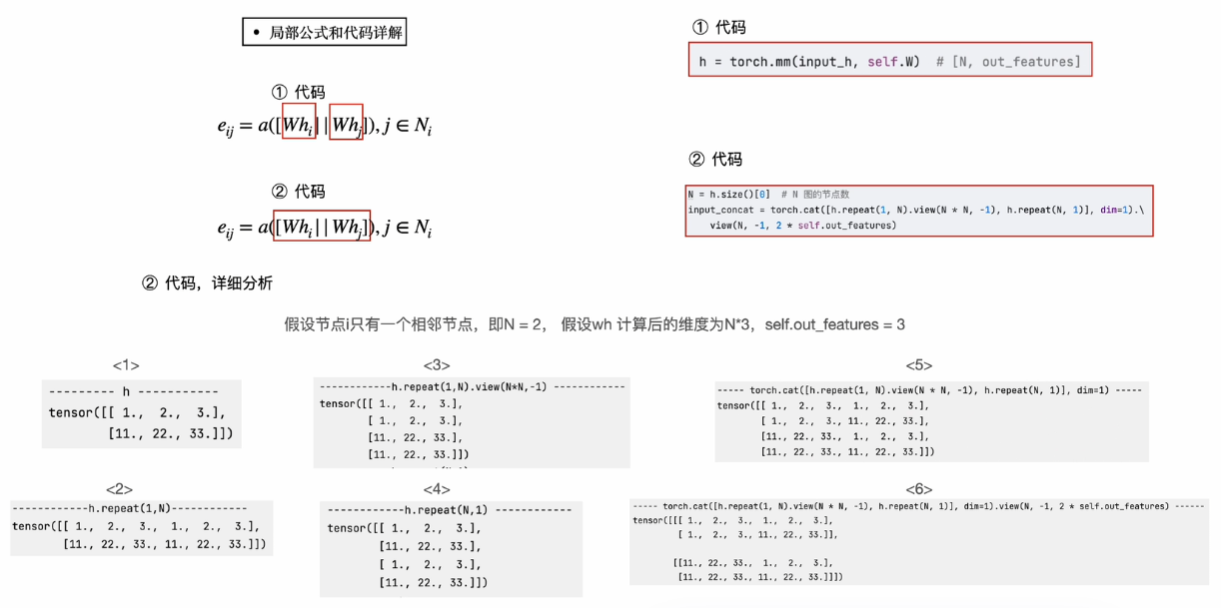 • 局部公式和代码详解
① 代码
e_{ij} = a([Wh_i||Wh_j]), j ∈ N_i
② 代码
e_{ij} = a([Wh_i||Wh_j]), j ∈ N_i
① 代码
h = torch.mm(input_h, self.W)  # [N, out_features]
② 代码
N = h.size()[0]  # N 图的节点数
input_concat = torch.cat([h.repeat(1, N).view(N * N, -1), h.repeat(N, 1)], dim=1).\
view(N, -1, 2 * self.out_features)
② 代码，详细分析
假设节点i只有一个相邻节点，即N = 2， 假设wh 计算后的维度为N*3，self.out_features = 3
<1>
--------- h -----------
tensor([[ 1.,  2.,  3.],
[11., 22., 33.]])
<2>
------------h.repeat(1,N)------------
tensor([[ 1.,  2.,  3.,  1.,  2.,  3.],
[11., 22., 33., 11., 22., 33.]])
<3>
------------h.repeat(1,N).view(N*N,-1) ------------
tensor([[ 1.,  2.,  3.],
[ 1.,  2.,  3.],
[11., 22., 33.],
[11., 22., 33.]])
<4>
------------h.repeat(N,1) ------------
tensor([[ 1.,  2.,  3.],
[11., 22., 33.],
[ 1.,  2.,  3.],
[11., 22., 33.]])
<5>
----- torch.cat([h.repeat(1, N).view(N * N, -1), h.repeat(N, 1)], dim=1) -----
tensor([[ 1.,  2.,  3.,  1.,  2.,  3.],
[ 1.,  2.,  3., 11., 22., 33.],
[11., 22., 33.,  1.,  2.,  3.],
[11., 22., 33., 11., 22., 33.]])
<6>
----- torch.cat([h.repeat(1, N).view(N * N, -1), h.repeat(N, 1)], dim=1).view(N, -1, 2 * self.out_features) ------
tensor([[[ 1.,  2.,  3.,  1.,  2.,  3.],
[ 1.,  2.,  3., 11., 22., 33.]],
[[11., 22., 33.,  1.,  2.,  3.],
[11., 22., 33., 11., 22., 33.]]])